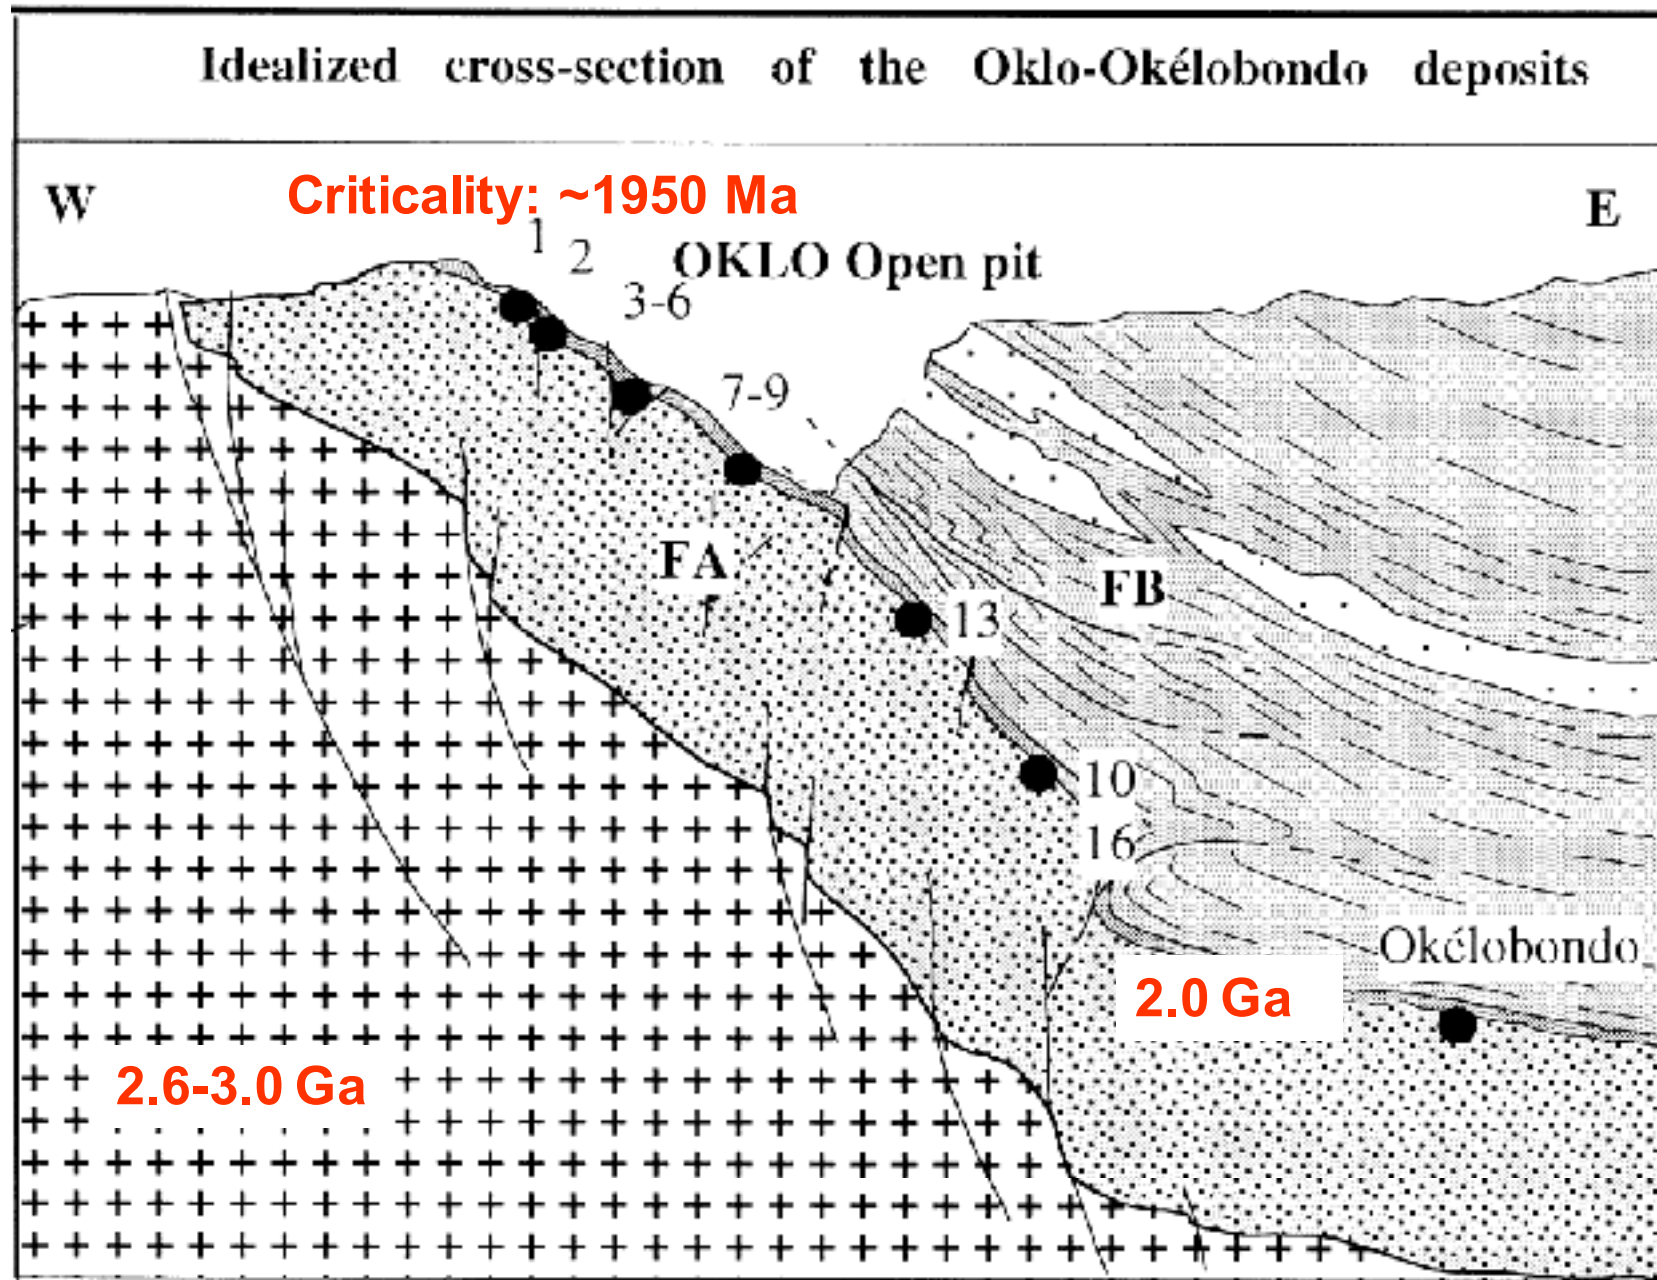 Idealized cross-section of the Oklo-Okélobondo deposits
W
Criticality: ~1950 Ma
E
1
2
OKLO Open pit
3-6
7-9
FA
FB
13
10
16
Okélobondo
2.0 Ga
2.6-3.0 Ga